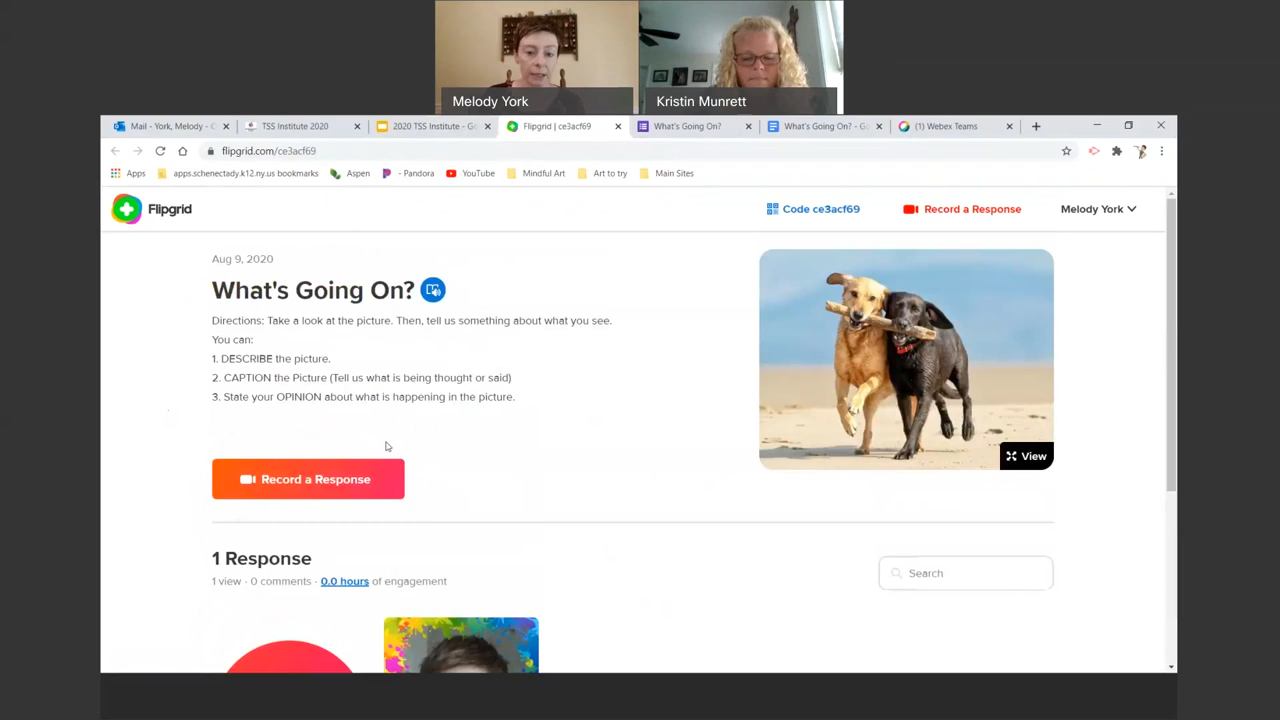 Melody York
Kristin Munrett
Mail - York, Melody - O
TSS Institute 2020
2020 TSS Institute - G
Flipgrid | ce3acf69
What's Going On?
What's Going On? - Go
(1) Webex Teams
flipgrid.com/ce3acf69
Apps
apps.schenectady.k12.ny.us bookmarks
Aspen
- Pandora
YouTube
Mindful Art
Art to try
Main Sites
Flipgrid
Code ce3acf69
Record a Response
Melody York
Aug 9, 2020
What's Going On?
Directions: Take a look at the picture. Then, tell us something about what you see.
You can:
1. DESCRIBE the picture.
2. CAPTION the Picture (Tell us what is being thought or said)
3. State your OPINION about what is happening in the picture.
View
Record a Response
1 Response
1 view · 0 comments · 0.0 hours of engagement
Search